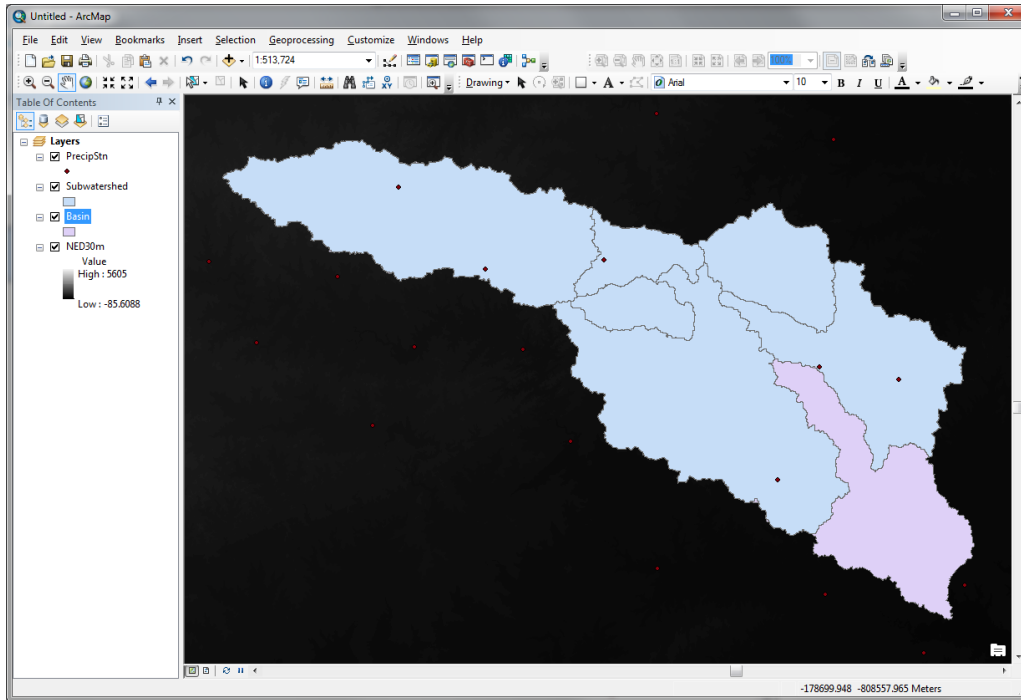 Untitled - ArcMap
File Edit View Bookmarks Insert Selection Geoprocessing Customize Windows Help
1:513,724 100%
Drawing A Arial 10 B I U A
Table Of Contents
Layers
PrecipStn
Subwatershed
Basin
NED30m
Value
High : 5605
Low : -85.6088
-178699.948 -808557.965 Meters